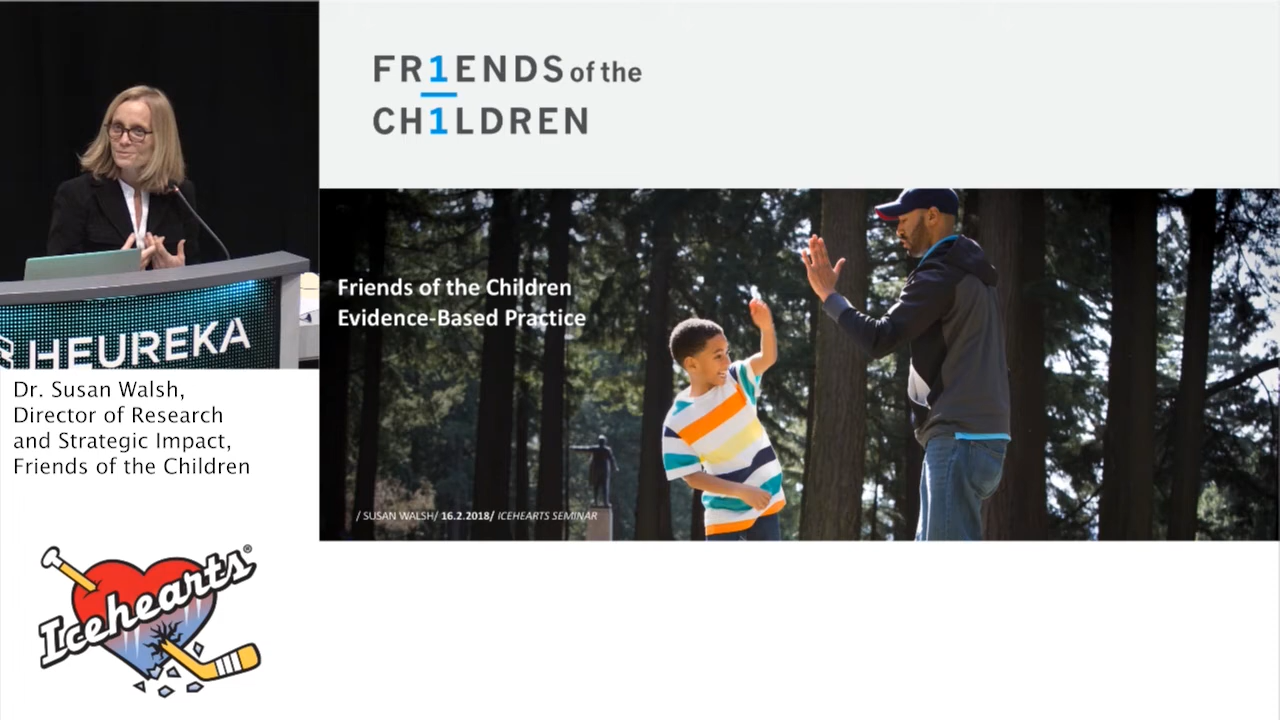 FR1ENDS of the
CH1LDREN
Friends of the Children
Evidence-Based Practice
/ SUSAN WALSH/ 16.2.2018/ ICEHEARTS SEMINAR
HEUREKA
Dr. Susan Walsh,
Director of Research
and Strategic Impact,
Friends of the Children
Icehearts®